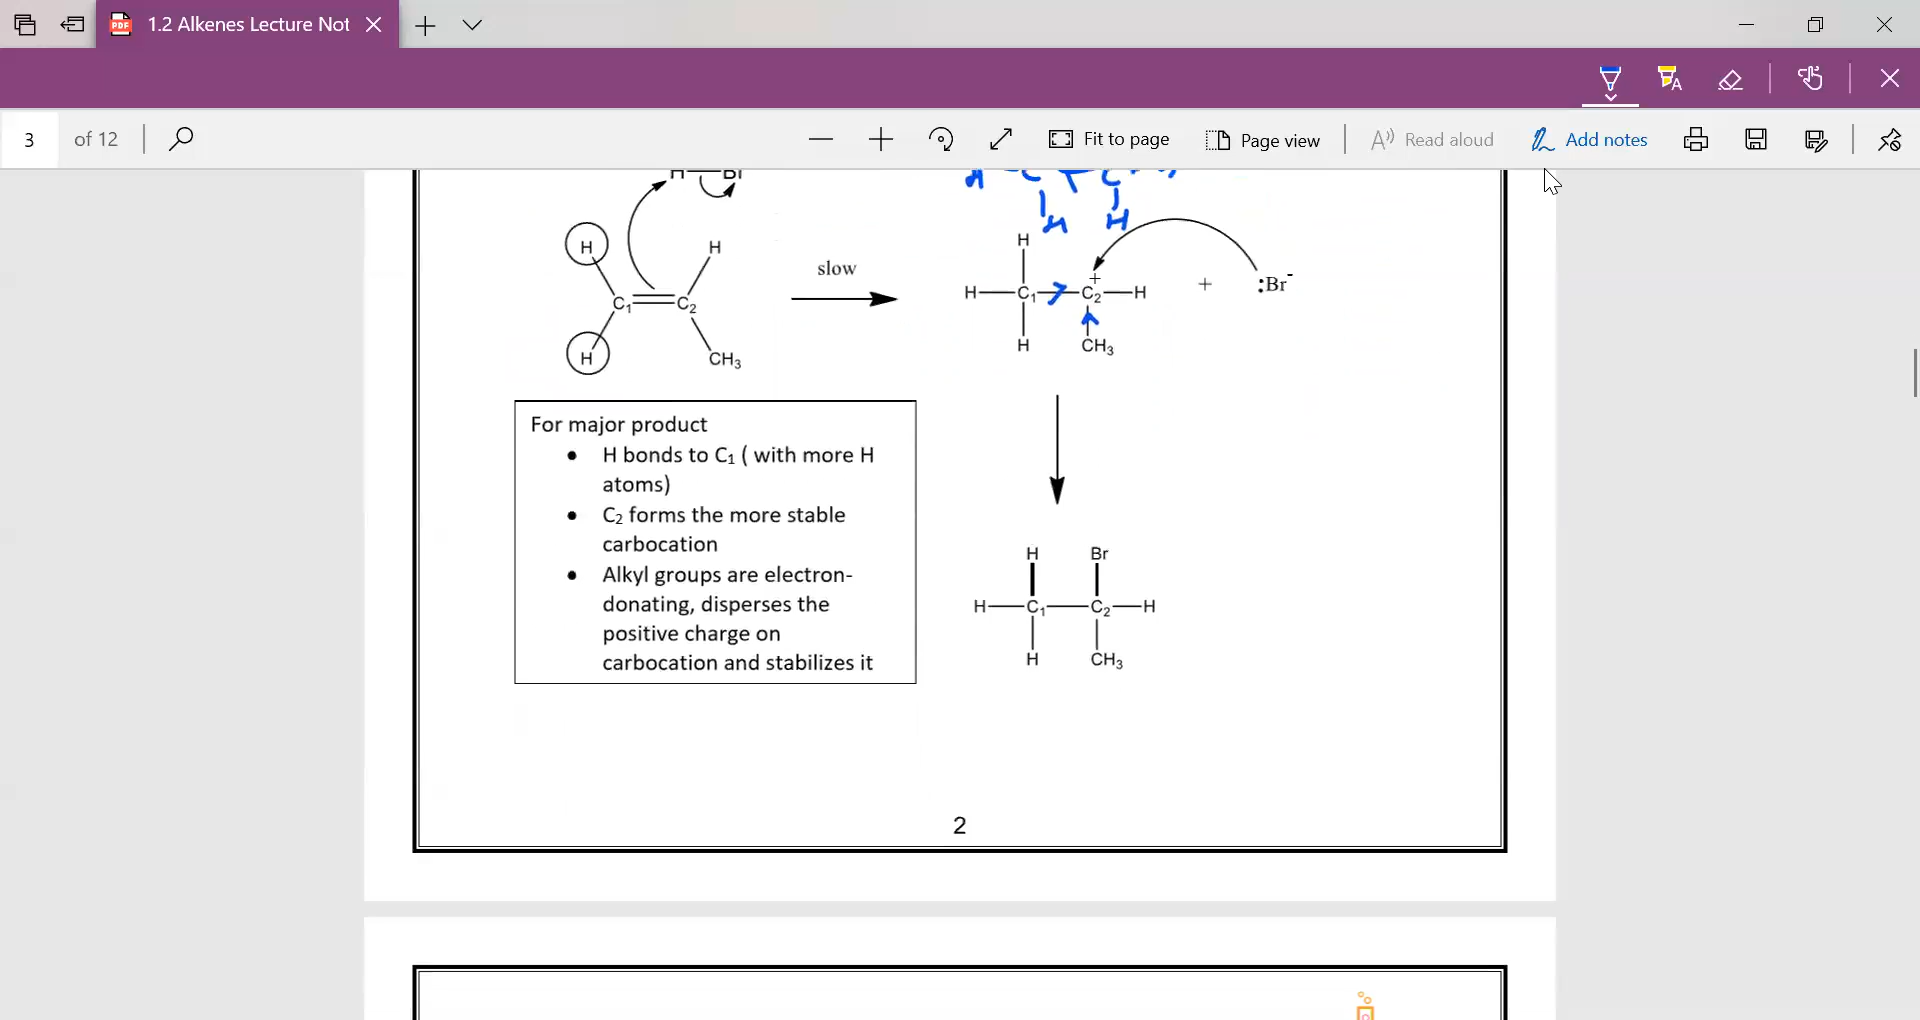 1.2 Alkenes Lecture Not
3 of 12
Fit to page
Page view
Read aloud
Add notes
H Br
H
H
C₁ C₂
H
CH₃
slow
H
H C₁ C₂ H
+
H
CH₃
+
:Br⁻
H
H
For major product
• H bonds to C₁ ( with more H
atoms)
• C₂ forms the more stable
carbocation
• Alkyl groups are electron-
donating, disperses the
positive charge on
carbocation and stabilizes it
H Br
H C₁ C₂ H
H CH₃
2